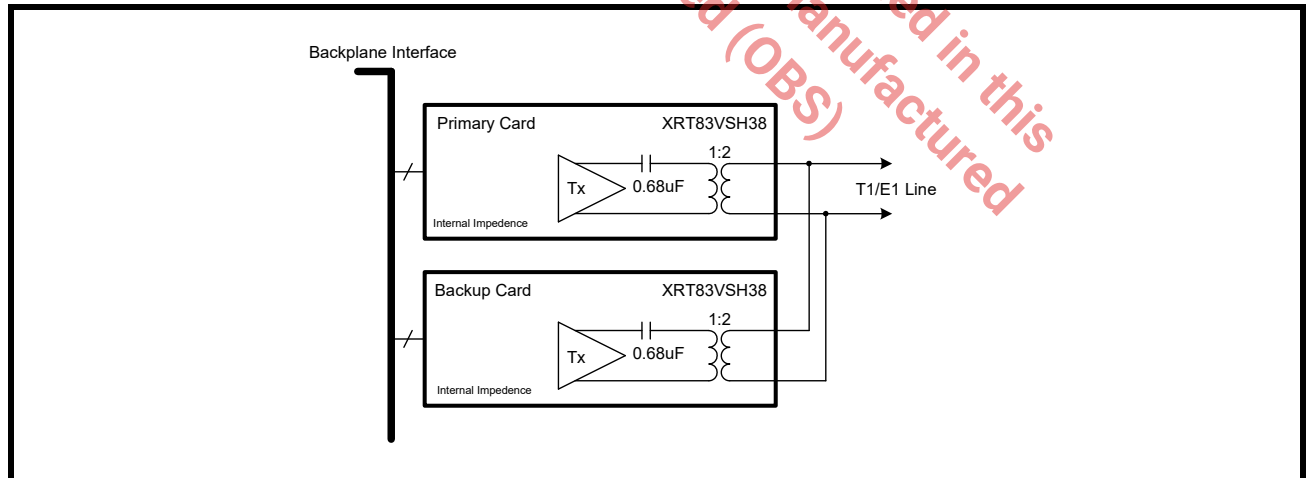 ed in this
anufactured
ed (OBS)
Backplane Interface
Primary Card XRT83VSH38
1:2
Tx 0.68uF
T1/E1 Line
Internal Impedence
Backup Card XRT83VSH38
1:2
Tx 0.68uF
Internal Impedence